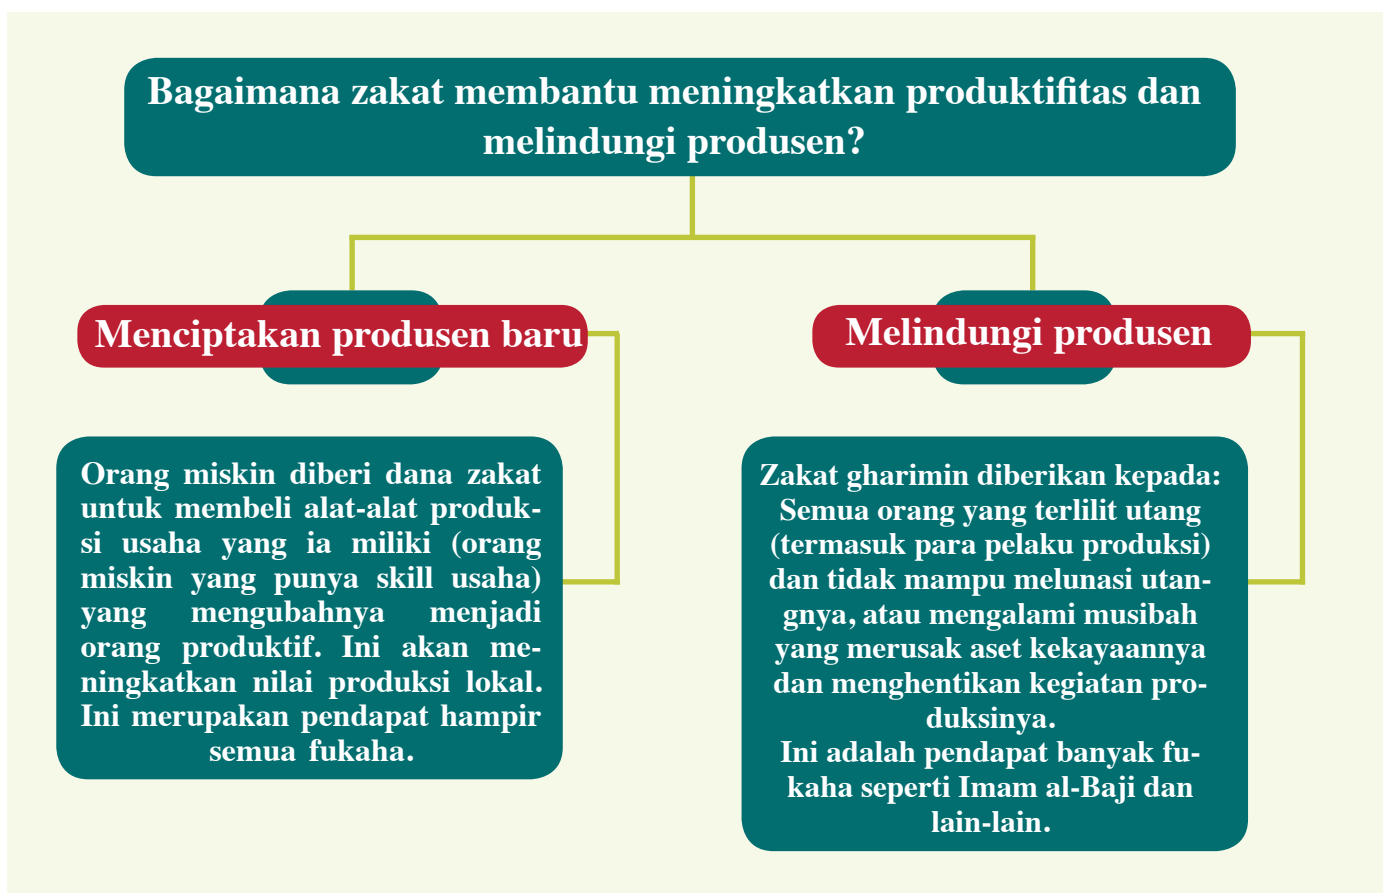 Bagaimana zakat membantu meningkatkan produktifitas dan
melindungi produsen?
Menciptakan produsen baru
Orang miskin diberi dana zakat
untuk membeli alat-alat produk-
si usaha yang ia miliki (orang
miskin yang punya skill usaha)
yang mengubahnya menjadi
orang produktif. Ini akan me-
ningkatkan nilai produksi lokal.
Ini merupakan pendapat hampir
semua fukaha.
Melindungi produsen
Zakat gharimin diberikan kepada:
Semua orang yang terlilit utang
(termasuk para pelaku produksi)
dan tidak mampu melunasi utan-
gnya, atau mengalami musibah
yang merusak aset kekayaannya
dan menghentikan kegiatan pro-
duksinya.
Ini adalah pendapat banyak fu-
kaha seperti Imam al-Baji dan
lain-lain.